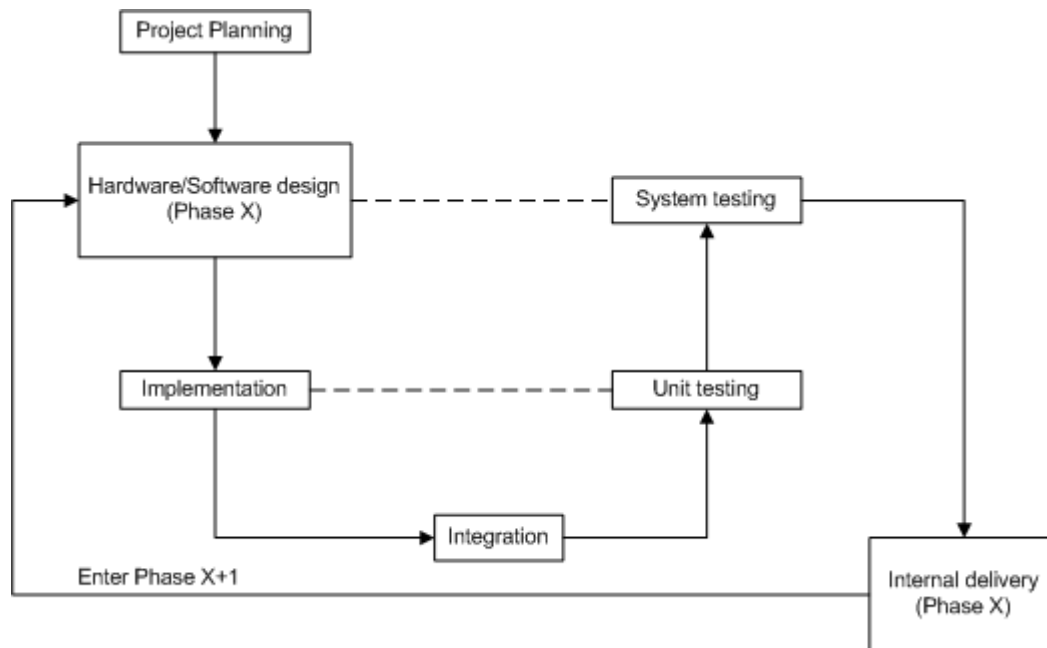 Project Planning
Hardware/Software design
(Phase X)
System testing
Implementation
Unit testing
Integration
Enter Phase X+1
Internal delivery
(Phase X)